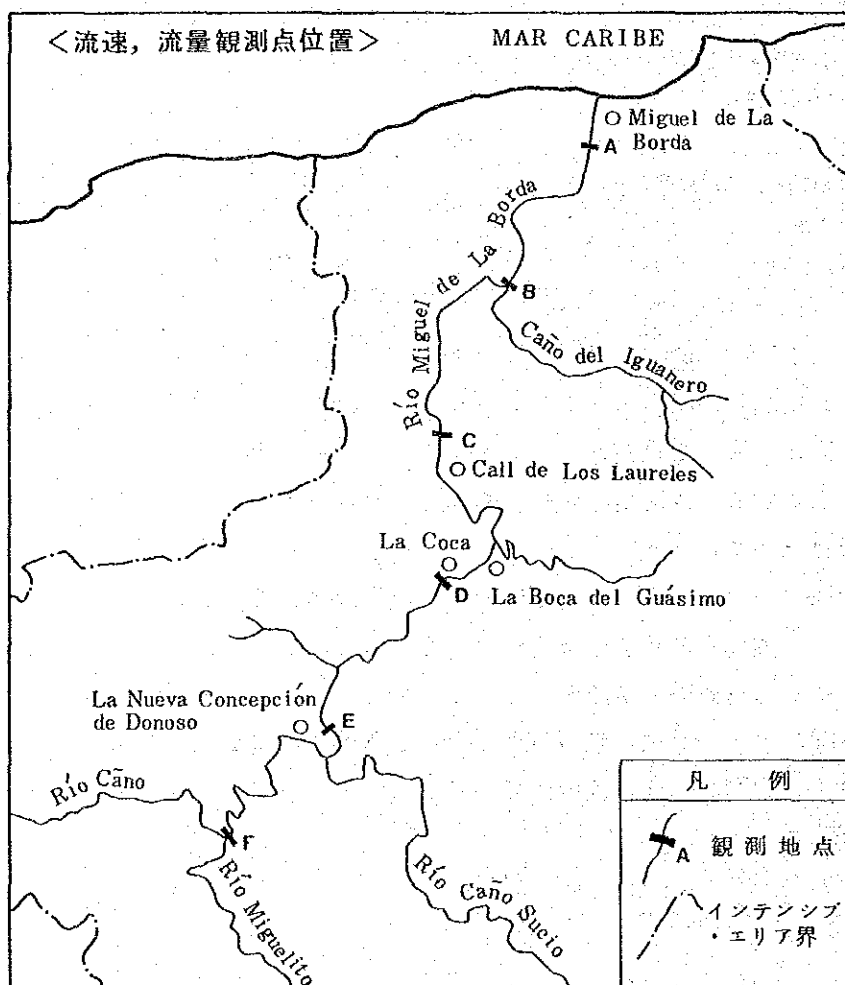 <流速,流量観測点位置>
MAR CARIBE
Miguel de La
Borda
A
Río Miguel de La Borda
B
Caño del Iguanero
C
Call de Los Laureles
La Coca
D
La Boca del Guásimo
La Nueva Concepción
de Donoso
E
Río Cãno
F
Río Miguelito
Río Caño Sucio
凡例
A 観測地点
インテンシブ
・エリア界